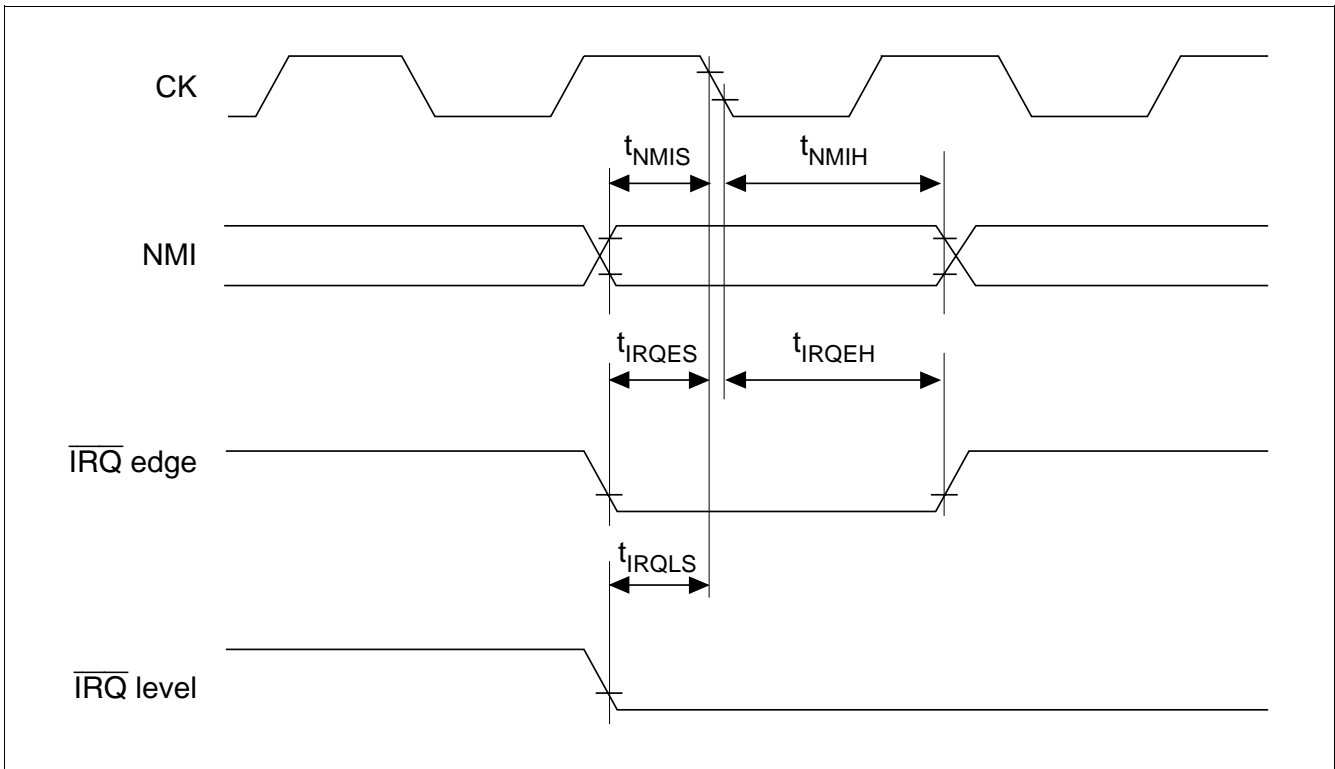 CK
tNMIS
tNMIH
NMI
tIRQES
tIRQEH
IRQ edge
tIRQLS
IRQ level